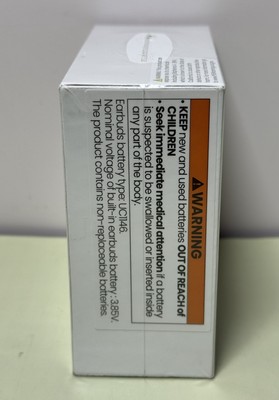 WARNING
• KEEP new and used batteries OUT OF REACH of
CHILDREN
• Seek immediate medical attention if a battery
is suspected to be swallowed or inserted inside
any part of the body.
Earbuds battery type: UC1146.
Nominal voltage of built-in earbuds battery: 3.85V.
The product contains non-replaceable batteries.